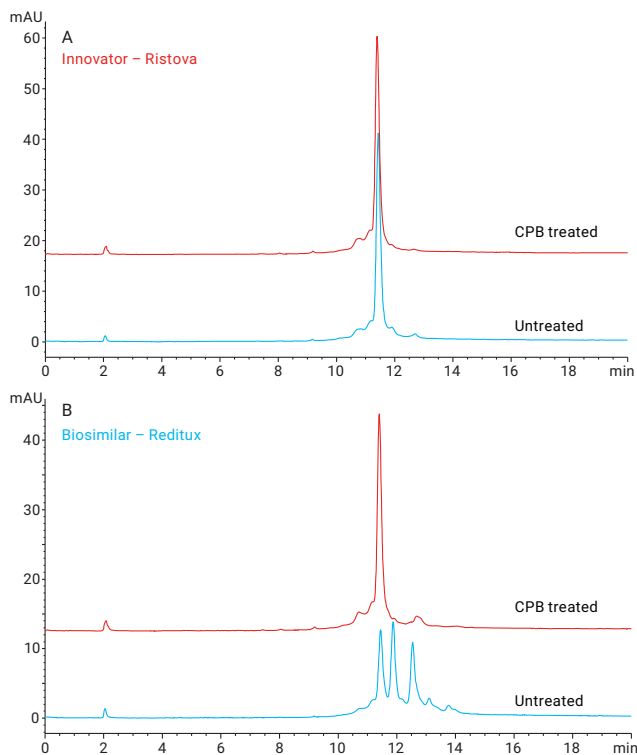 mAU
A
60
Innovator – Ristova
50
40
30
CPB treated
20
10
Untreated
0
0 2 4 6 8 10 12 14 16 18 min
mAU
B
Biosimilar – Reditux
40
30
20
CPB treated
10
Untreated
0
0 2 4 6 8 10 12 14 16 18 min